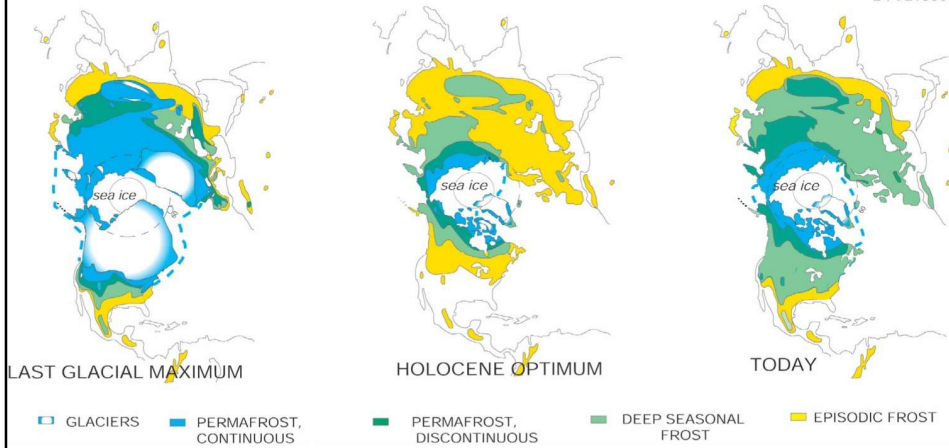 sea ice
sea ice
sea ice
LAST GLACIAL MAXIMUM
HOLOCENE OPTIMUM
TODAY
GLACIERS
PERMAFROST,
CONTINUOUS
PERMAFROST,
DISCONTINUOUS
DEEP SEASONAL
FROST
EPISODIC FROST